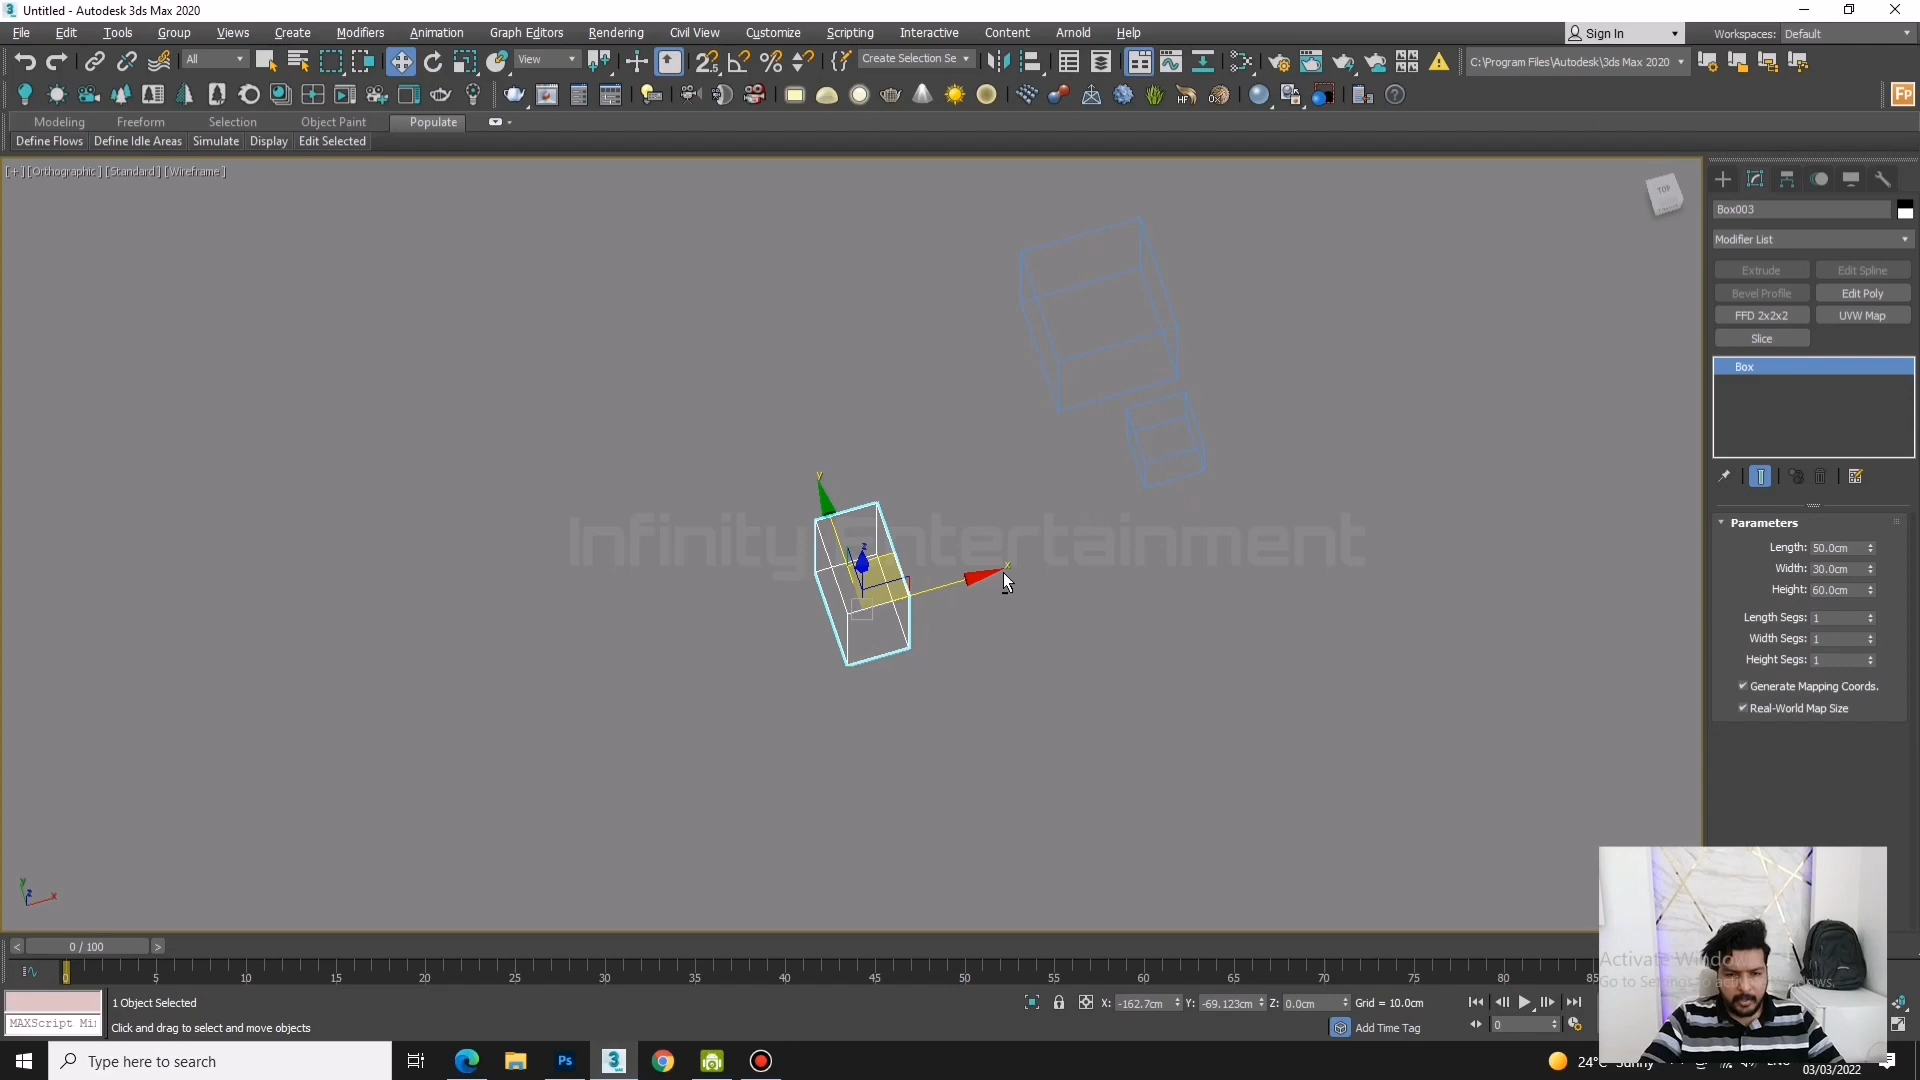 Untitled - Autodesk 3ds Max 2020
File Edit Tools Group Views Create Modifiers Animation Graph Editors Rendering Civil View Customize Scripting Interactive Content Arnold Help
Sign In
Workspaces: Default
All
View
Create Selection Se
C:\Program Files\Autodesk\3ds Max 2020
Modeling Freeform Selection Object Paint Populate
Define Flows Define Idle Areas Simulate Display Edit Selected
[+] [Orthographic] [Standard] [Wireframe]
TOP
Box003
Modifier List
Extrude Edit Spline
Bevel Profile Edit Poly
FFD 2x2x2 UVW Map
Slice
Box
Infinity Entertainment
y
z
x
Parameters
Length: 50.0cm
Width: 30.0cm
Height: 60.0cm
Length Segs: 1
Width Segs: 1
Height Segs: 1
Generate Mapping Coords.
Real-World Map Size
y
z
x
< 0 / 100 >
0 5 10 15 20 25 30 35 40 45 50 55 60 65 70 75 80 85
1 Object Selected
X: -162.7cm Y: -69.123cm Z: 0.0cm Grid = 10.0cm
MAXScript Mi
Click and drag to select and move objects
Add Time Tag
0
Type here to search
24°C Sunny
03/03/2022